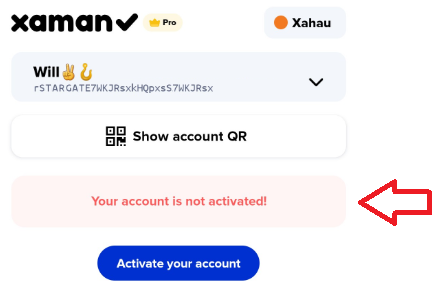 xaman Pro
Xahau
Will✌️🪝
rSTARGATE7WKJRsxkHQpxsS7WKJRsx
Show account QR
Your account is not activated!
Activate your account